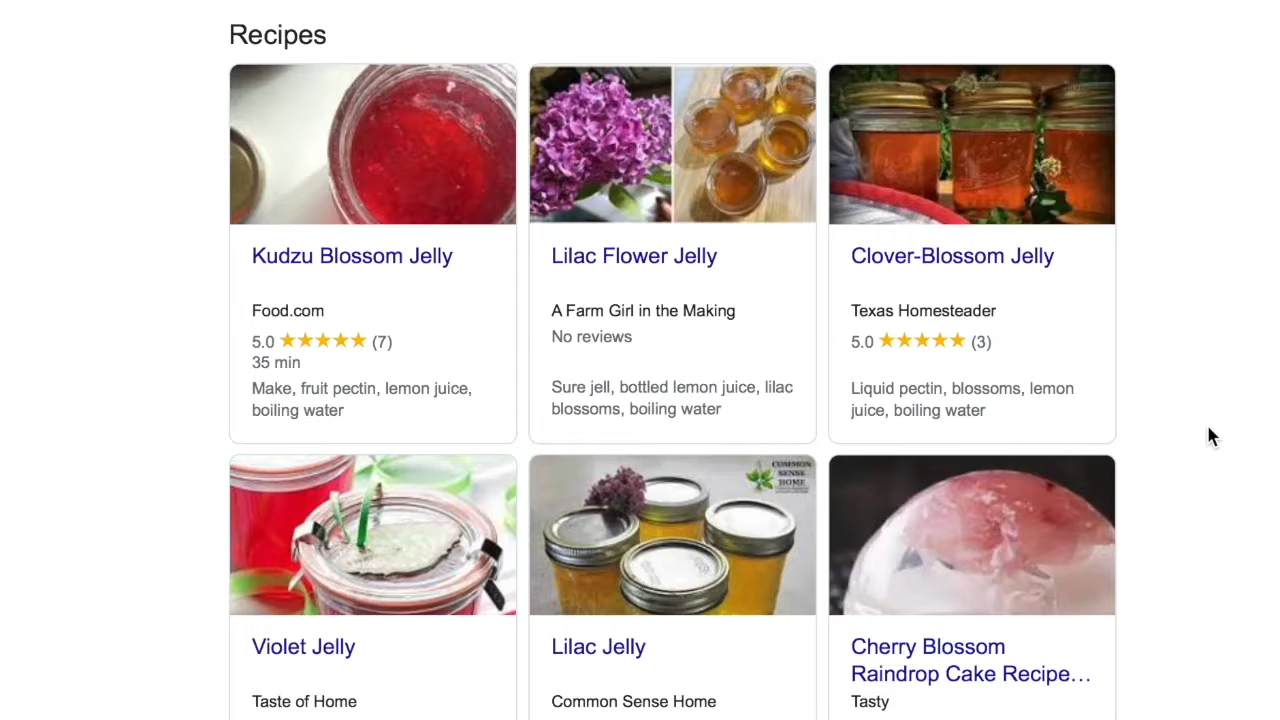 Recipes
Kudzu Blossom Jelly
Food.com
5.0 ★★★★★ (7)
35 min
Make, fruit pectin, lemon juice,
boiling water
Lilac Flower Jelly
A Farm Girl in the Making
No reviews
Sure jell, bottled lemon juice, lilac
blossoms, boiling water
Clover-Blossom Jelly
Texas Homesteader
5.0 ★★★★★ (3)
Liquid pectin, blossoms, lemon
juice, boiling water
Violet Jelly
Taste of Home
COMMON
SENSE
HOME
Lilac Jelly
Common Sense Home
Cherry Blossom
Raindrop Cake Recipe…
Tasty